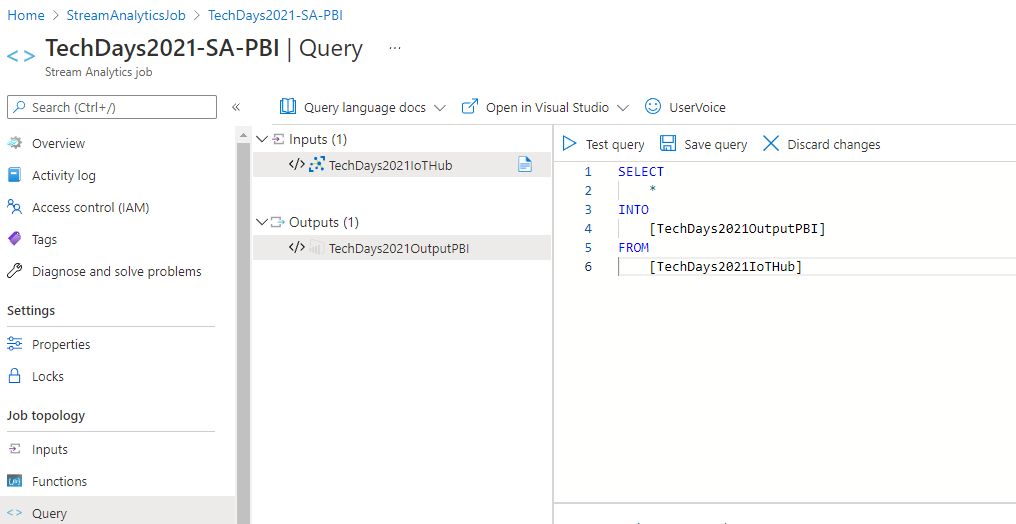 Home > StreamAnalyticsJob > TechDays2021-SA-PBI
<> TechDays2021-SA-PBI | Query ...
Stream Analytics job
Search (Ctrl+/) «
Overview
Activity log
Access control (IAM)
Tags
Diagnose and solve problems
Settings
Properties
Locks
Job topology
Inputs
Functions
<> Query
Query language docs
Open in Visual Studio
UserVoice
Inputs (1)
</> TechDays2021IoTHub
Outputs (1)
</> TechDays2021OutputPBI
Test query
Save query
Discard changes
1 SELECT
2 *
3 INTO
4 [TechDays2021OutputPBI]
5 FROM
6 [TechDays2021IoTHub]